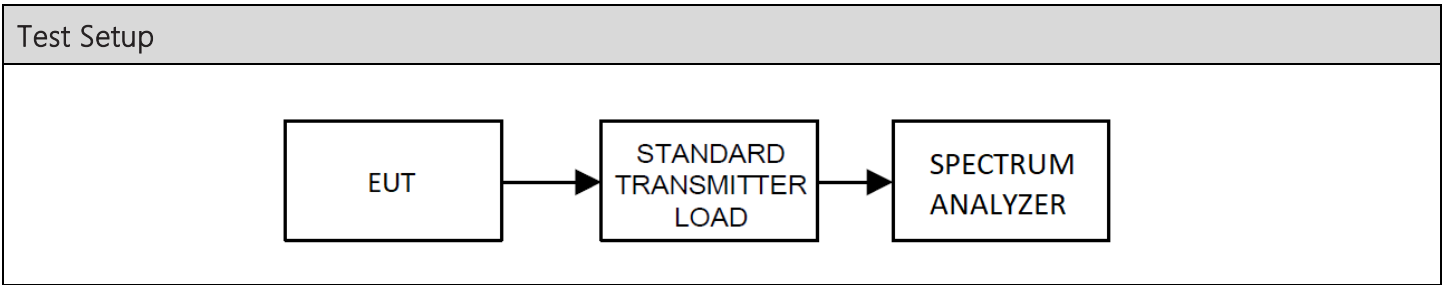 Test Setup
EUT
STANDARD
TRANSMITTER
LOAD
SPECTRUM
ANALYZER